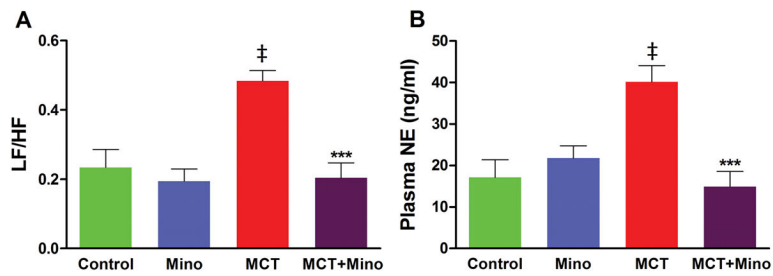 A
LF/HF
0.6
0.4
0.2
0.0
‡
***
Control Mino MCT MCT+Mino
B
Plasma NE (ng/ml)
50
40
30
20
10
0
‡
***
Control Mino MCT MCT+Mino